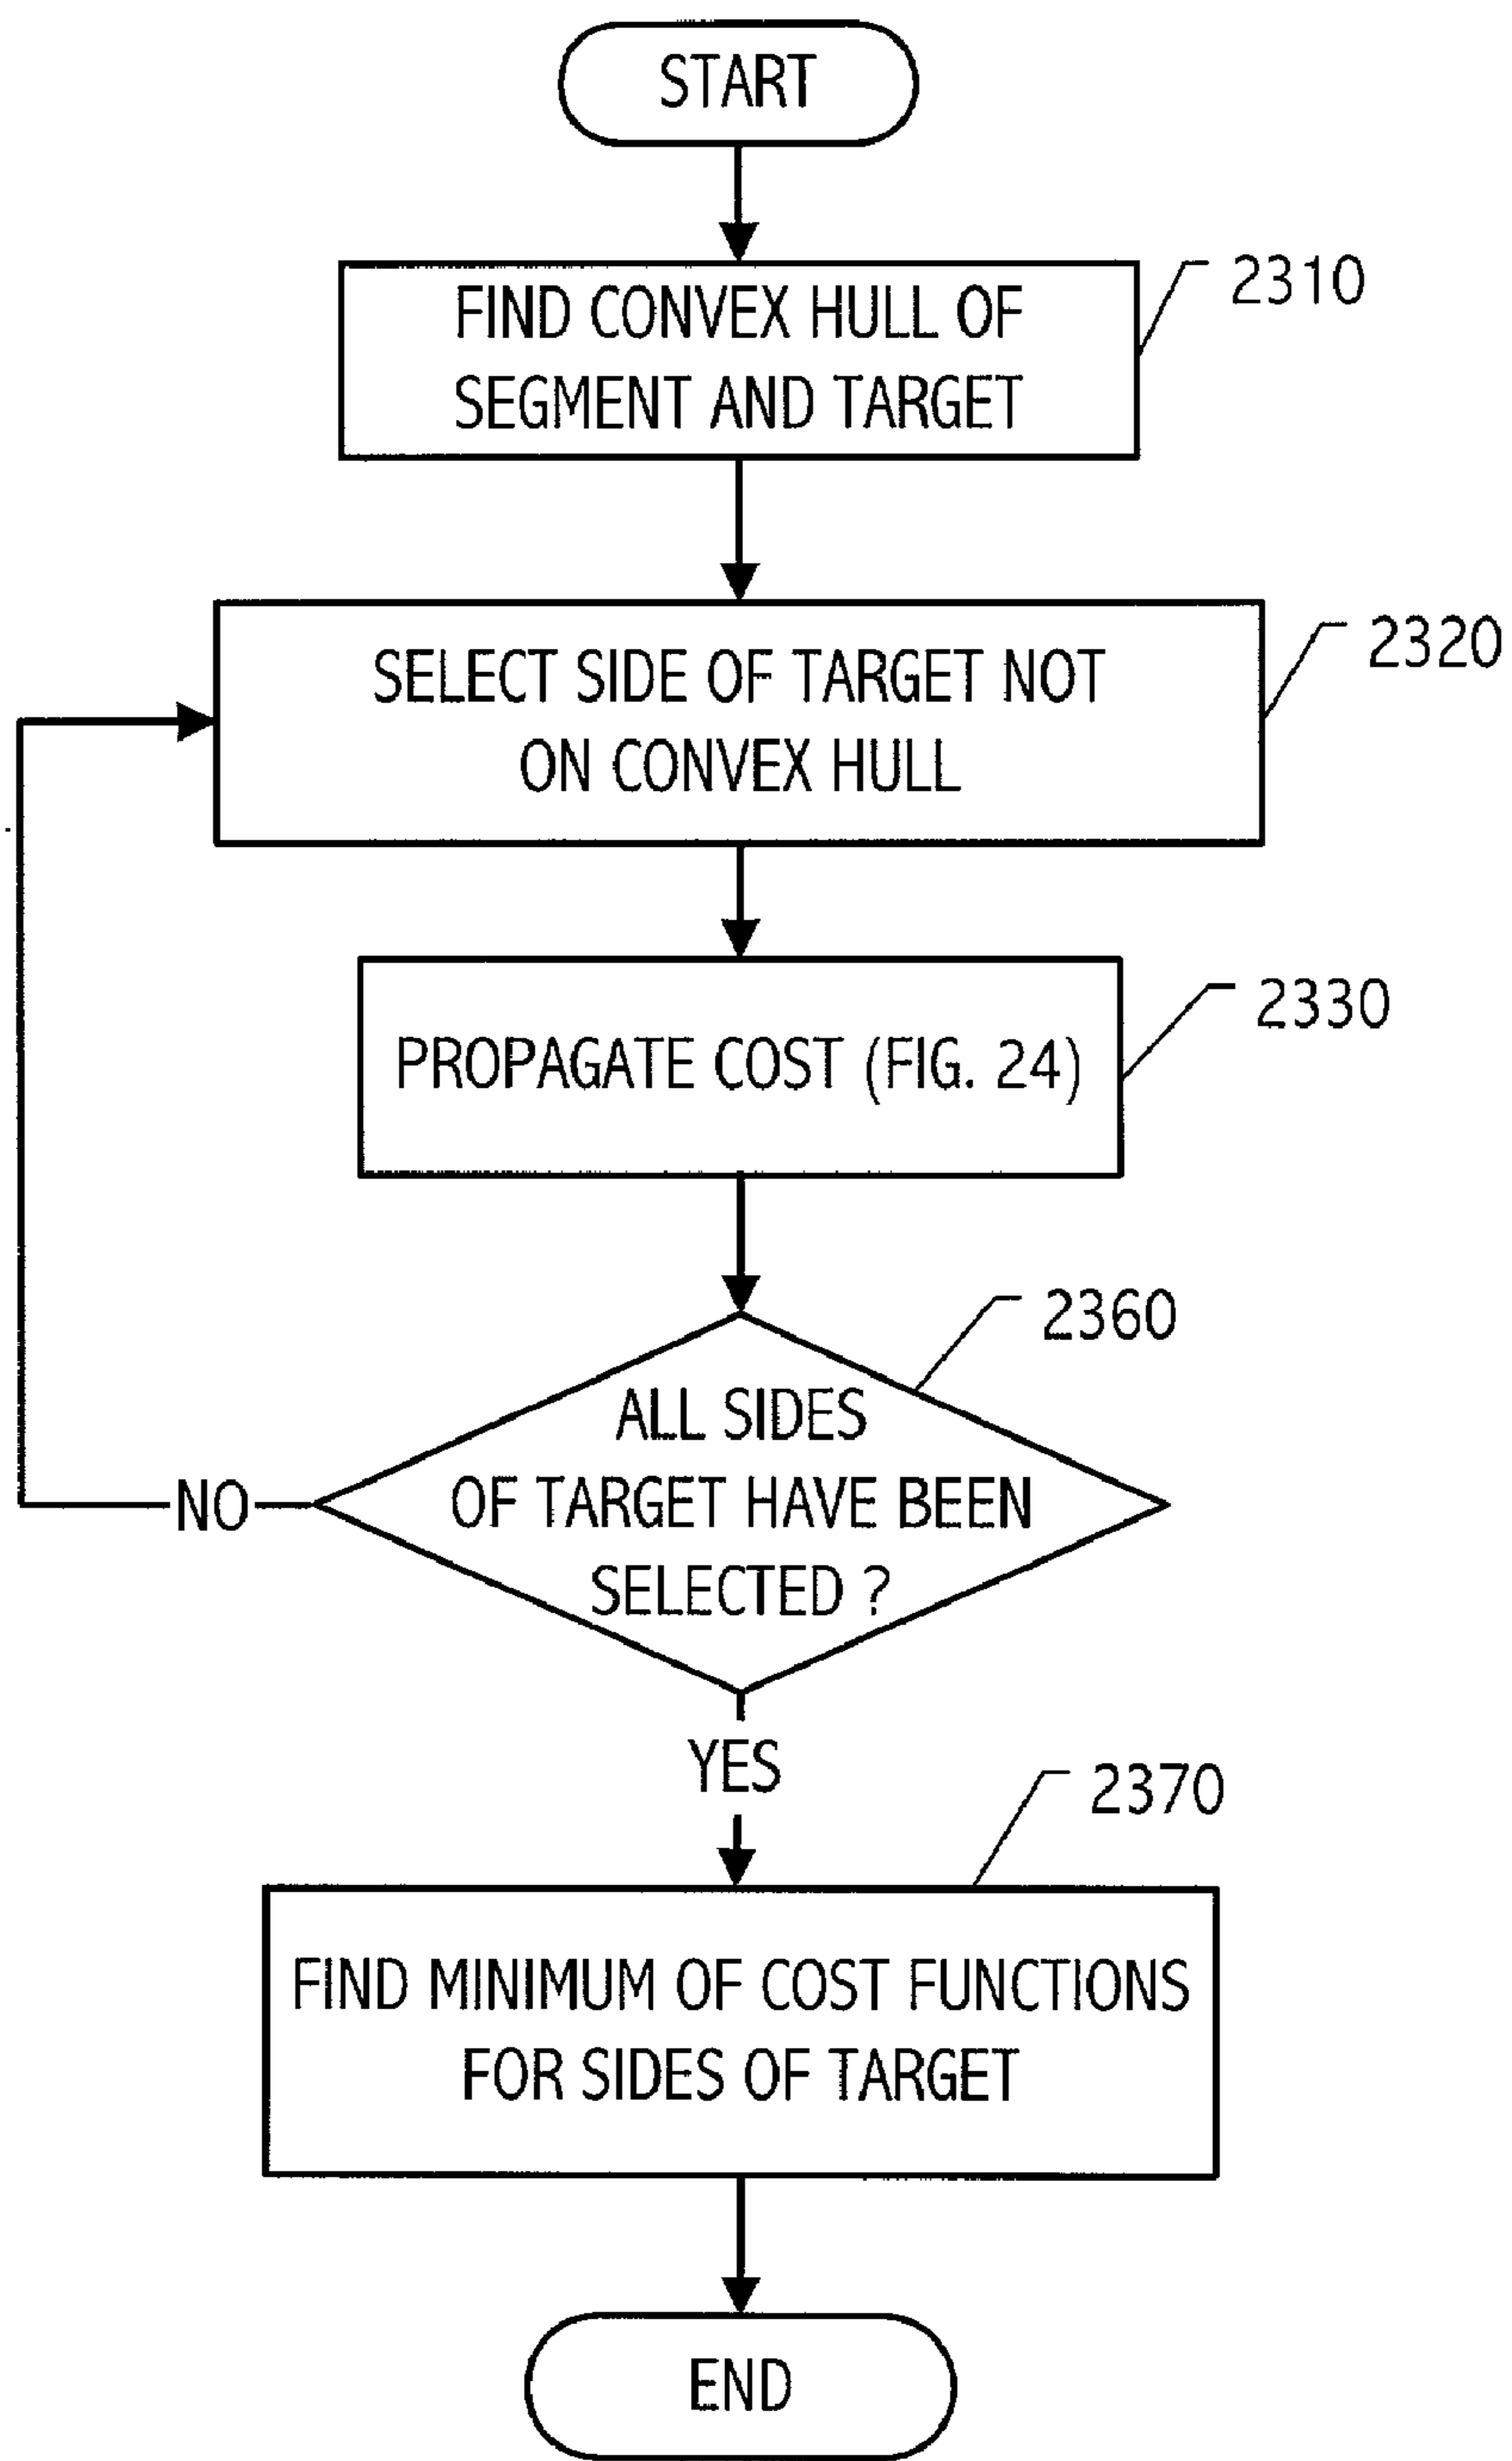 START
FIND CONVEX HULL OF
SEGMENT AND TARGET
2310
SELECT SIDE OF TARGET NOT
ON CONVEX HULL
2320
PROPAGATE COST (FIG. 24)
2330
ALL SIDES
OF TARGET HAVE BEEN
SELECTED ?
2360
NO
YES
2370
FIND MINIMUM OF COST FUNCTIONS
FOR SIDES OF TARGET
END